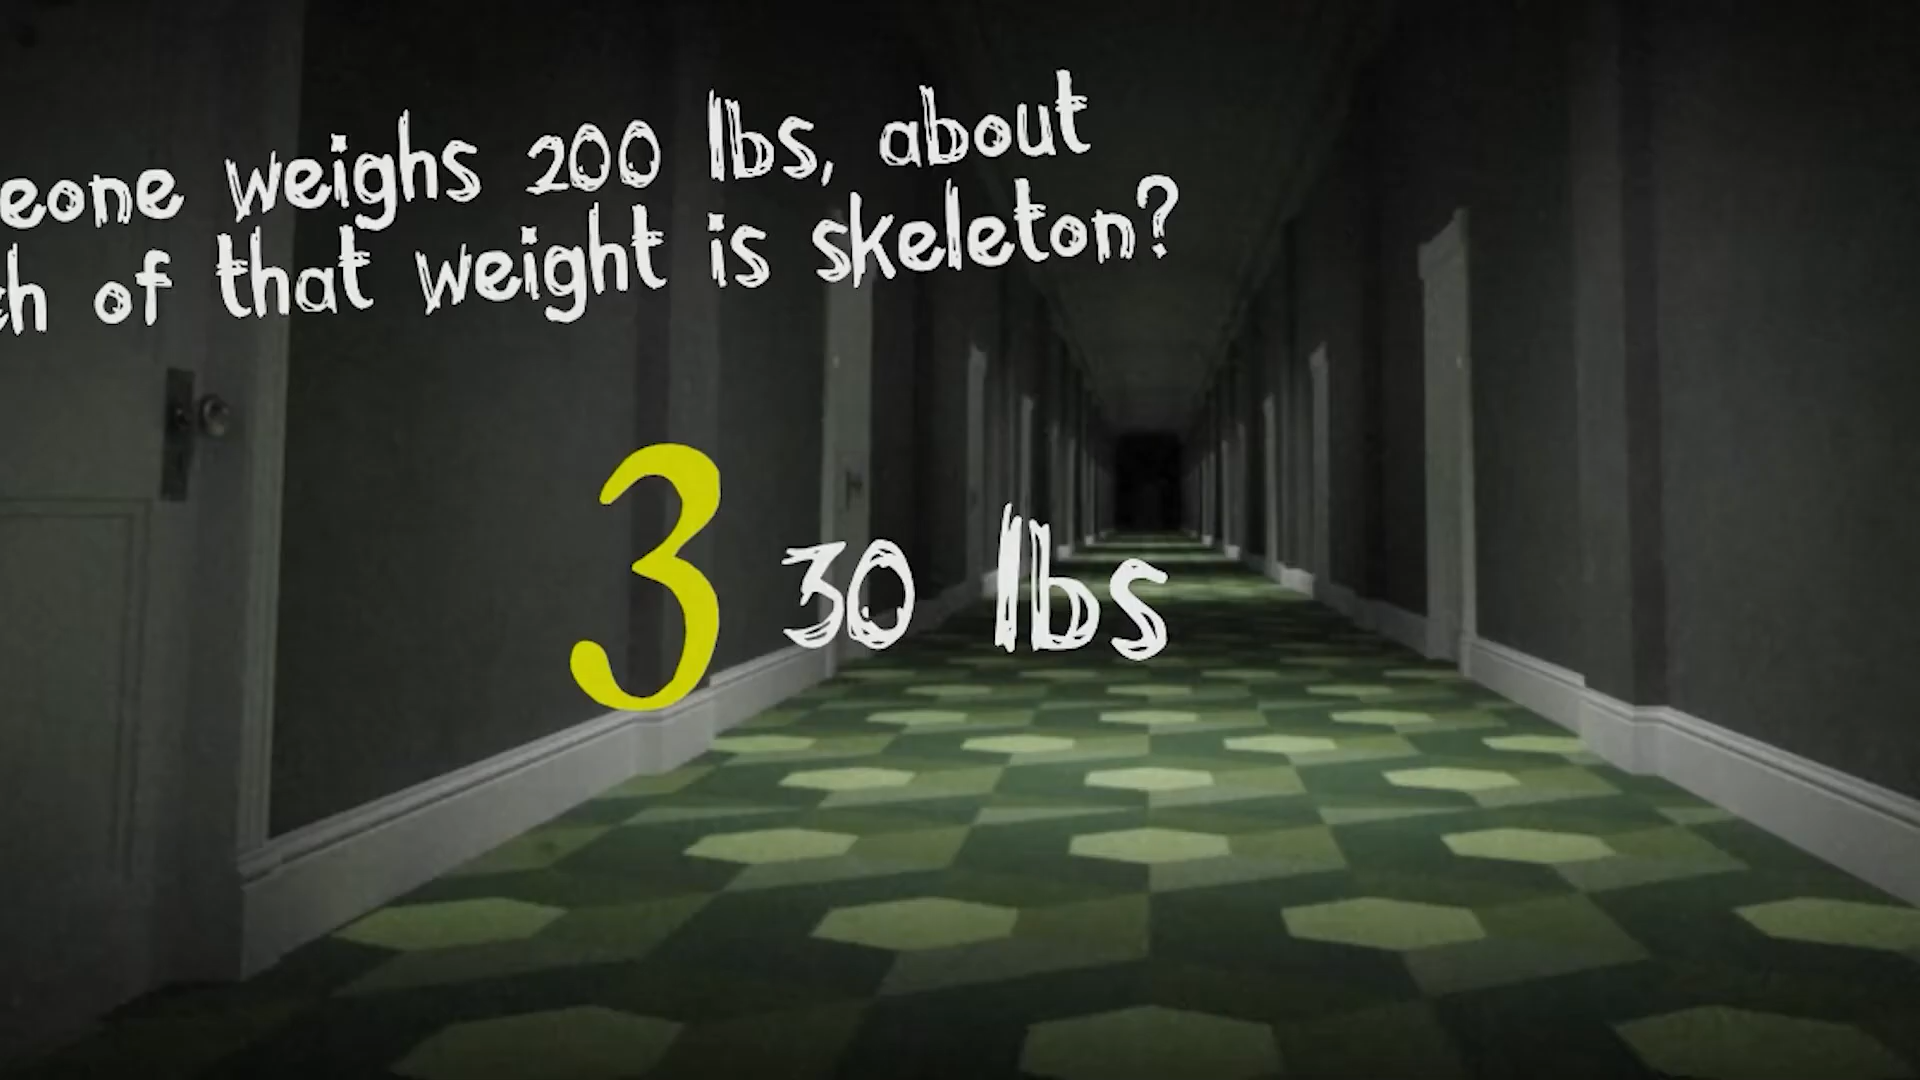 eone weighs 200 lbs, about
h of that weight is skeleton?
3 30 lbs